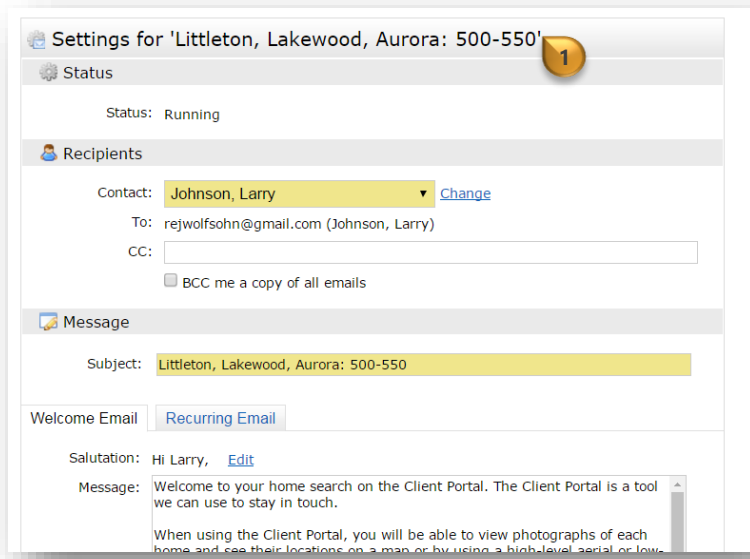 Settings for 'Littleton, Lakewood, Aurora: 500-550'
1
Status
Status: Running
Recipients
Contact: Johnson, Larry Change
To: rejwolfsohn@gmail.com (Johnson, Larry)
CC:
BCC me a copy of all emails
Message
Subject: Littleton, Lakewood, Aurora: 500-550
Welcome Email Recurring Email
Salutation: Hi Larry, Edit
Message: Welcome to your home search on the Client Portal. The Client Portal is a tool
we can use to stay in touch.
When using the Client Portal, you will be able to view photographs of each
home and see their locations on a map or by using a high-level aerial or low-